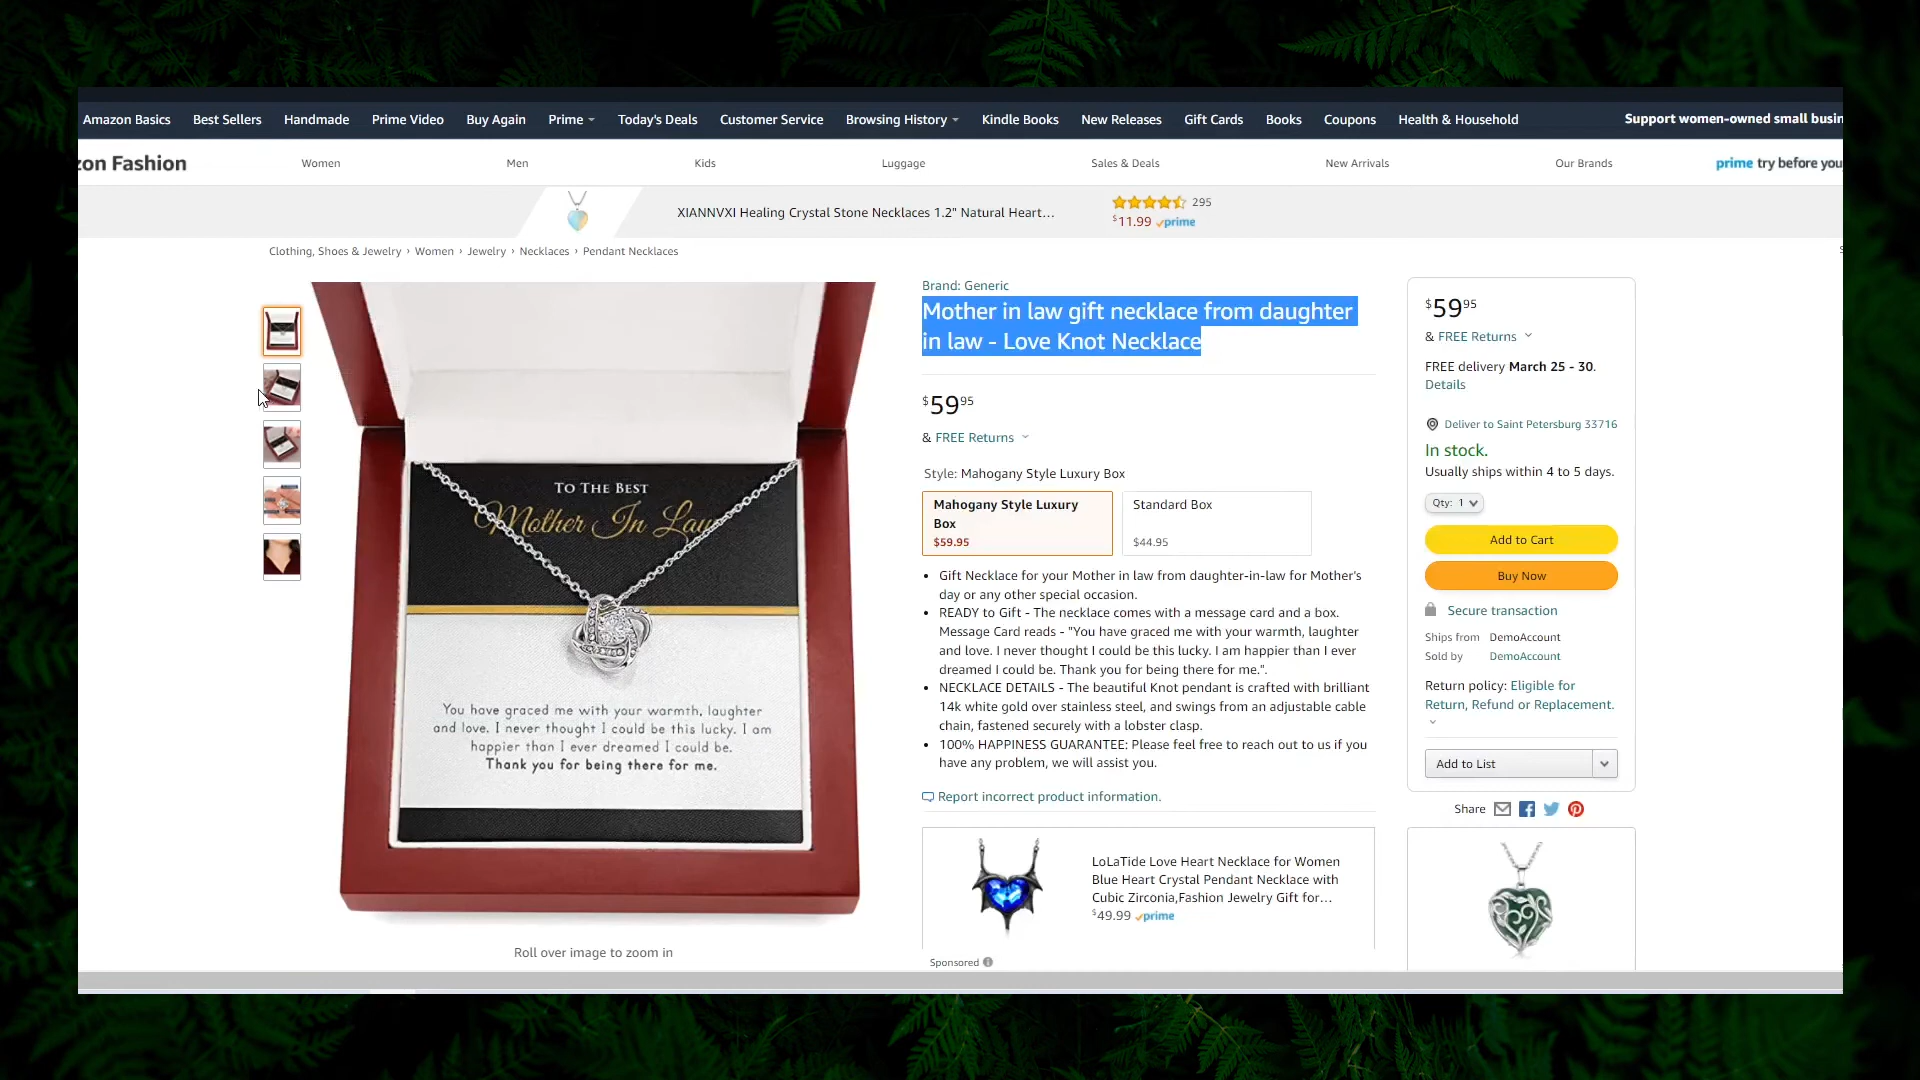 Amazon Basics Best Sellers Handmade Prime Video Buy Again Prime Today's Deals Customer Service Browsing History Kindle Books New Releases Gift Cards Books Coupons Health & Household Support women-owned small busin
zon Fashion Women Men Kids Luggage Sales & Deals New Arrivals Our Brands prime try before you
XIANNVXI Healing Crystal Stone Necklaces 1.2" Natural Heart... 295
$11.99 prime
Clothing, Shoes & Jewelry › Women › Jewelry › Necklaces › Pendant Necklaces
TO THE BEST
Mother In Law
You have graced me with your warmth, laughter
and love. I never thought I could be this lucky. I am
happier than I ever dreamed I could be.
Thank you for being there for me.
Roll over image to zoom in
Brand: Generic
Mother in law gift necklace from daughter
in law - Love Knot Necklace
$59.95
& FREE Returns
Style: Mahogany Style Luxury Box
Mahogany Style Luxury
Box
$59.95
Standard Box
$44.95
• Gift Necklace for your Mother in law from daughter-in-law for Mother's
day or any other special occasion.
• READY to Gift - The necklace comes with a message card and a box.
Message Card reads - "You have graced me with your warmth, laughter
and love. I never thought I could be this lucky. I am happier than I ever
dreamed I could be. Thank you for being there for me.".
• NECKLACE DETAILS - The beautiful Knot pendant is crafted with brilliant
14k white gold over stainless steel, and swings from an adjustable cable
chain, fastened securely with a lobster clasp.
• 100% HAPPINESS GUARANTEE: Please feel free to reach out to us if you
have any problem, we will assist you.
Report incorrect product information.
LoLaTide Love Heart Necklace for Women
Blue Heart Crystal Pendant Necklace with
Cubic Zirconia,Fashion Jewelry Gift for...
$49.99 prime
Sponsored
$59.95
& FREE Returns
FREE delivery March 25 - 30.
Details
Deliver to Saint Petersburg 33716
In stock.
Usually ships within 4 to 5 days.
Qty: 1
Add to Cart
Buy Now
Secure transaction
Ships from DemoAccount
Sold by DemoAccount
Return policy: Eligible for
Return, Refund or Replacement.
Add to List
Share